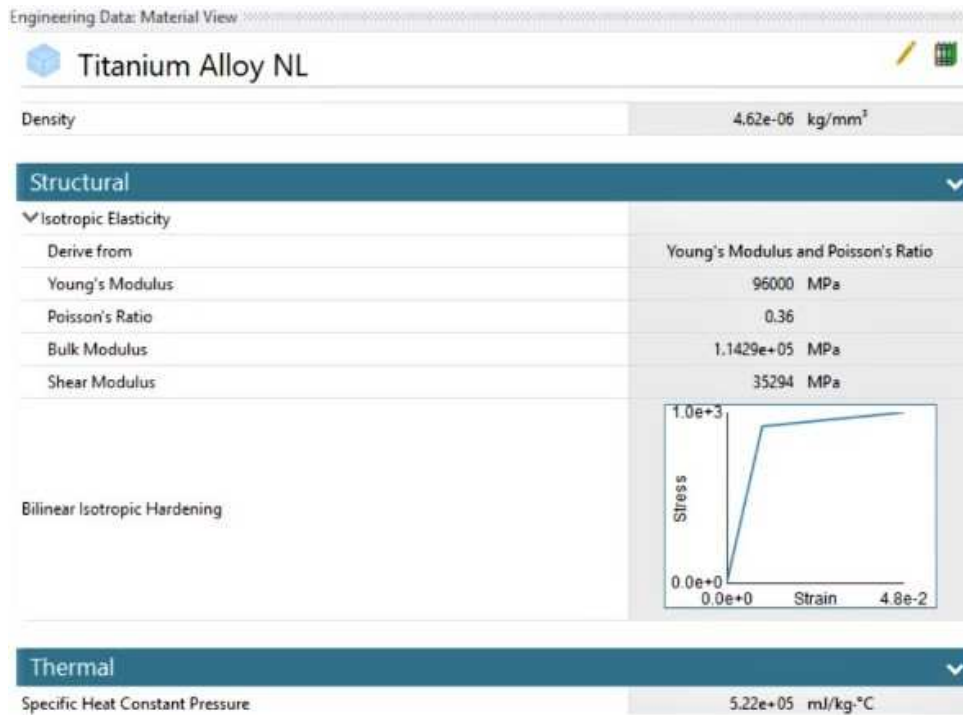 Engineering Data: Material View
Titanium Alloy NL
Density 4.62e-06 kg/mm³
Structural
Isotropic Elasticity
Derive from Young's Modulus and Poisson's Ratio
Young's Modulus 96000 MPa
Poisson's Ratio 0.36
Bulk Modulus 1.1429e+05 MPa
Shear Modulus 35294 MPa
Bilinear Isotropic Hardening
1.0e+3
Stress
0.0e+0
0.0e+0 Strain 4.8e-2
Thermal
Specific Heat Constant Pressure 5.22e+05 mJ/kg·°C